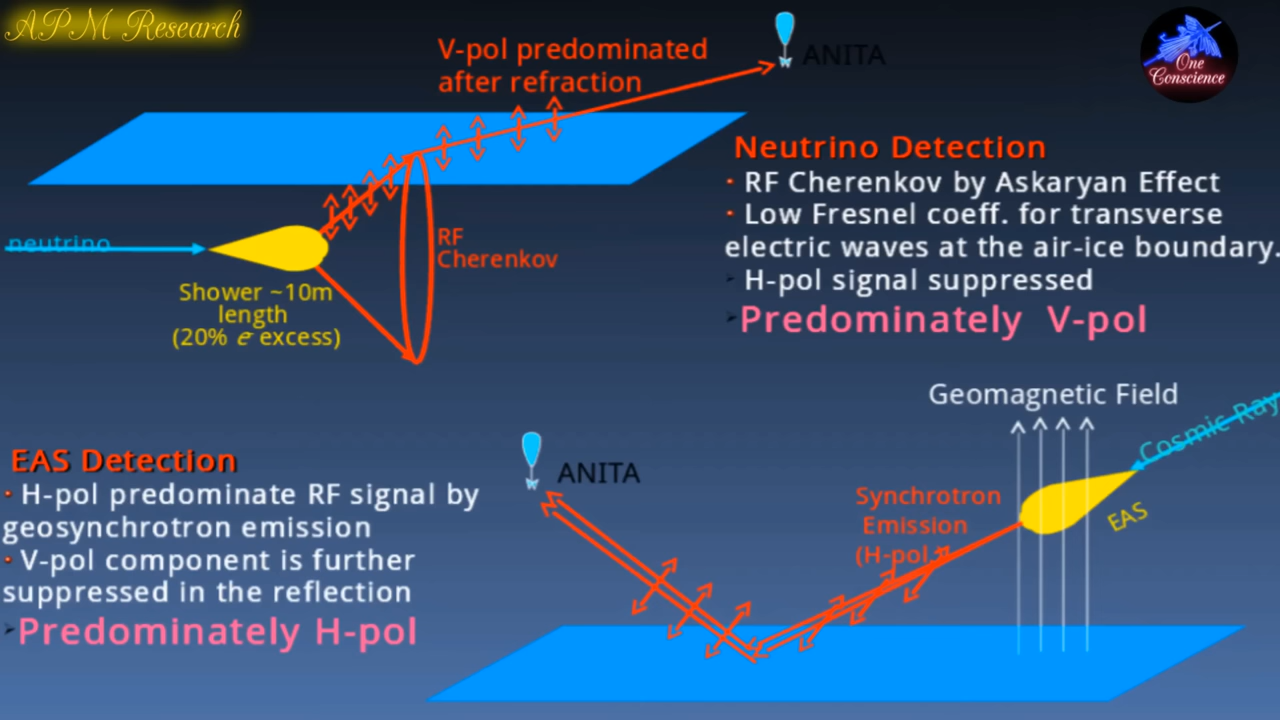 APM Research
One
Conscience
V-pol predominated
after refraction
ANITA
neutrino
RF
Cherenkov
Shower ~10m
length
(20% e⁻ excess)
Neutrino Detection
· RF Cherenkov by Askaryan Effect
· Low Fresnel coeff. for transverse
electric waves at the air-ice boundary.
➤ H-pol signal suppressed
➤Predominately V-pol
EAS Detection
· H-pol predominate RF signal by
geosynchrotron emission
· V-pol component is further
suppressed in the reflection
➤Predominately H-pol
ANITA
Geomagnetic Field
Cosmic Ray
Synchrotron
Emission
(H-pol
EAS